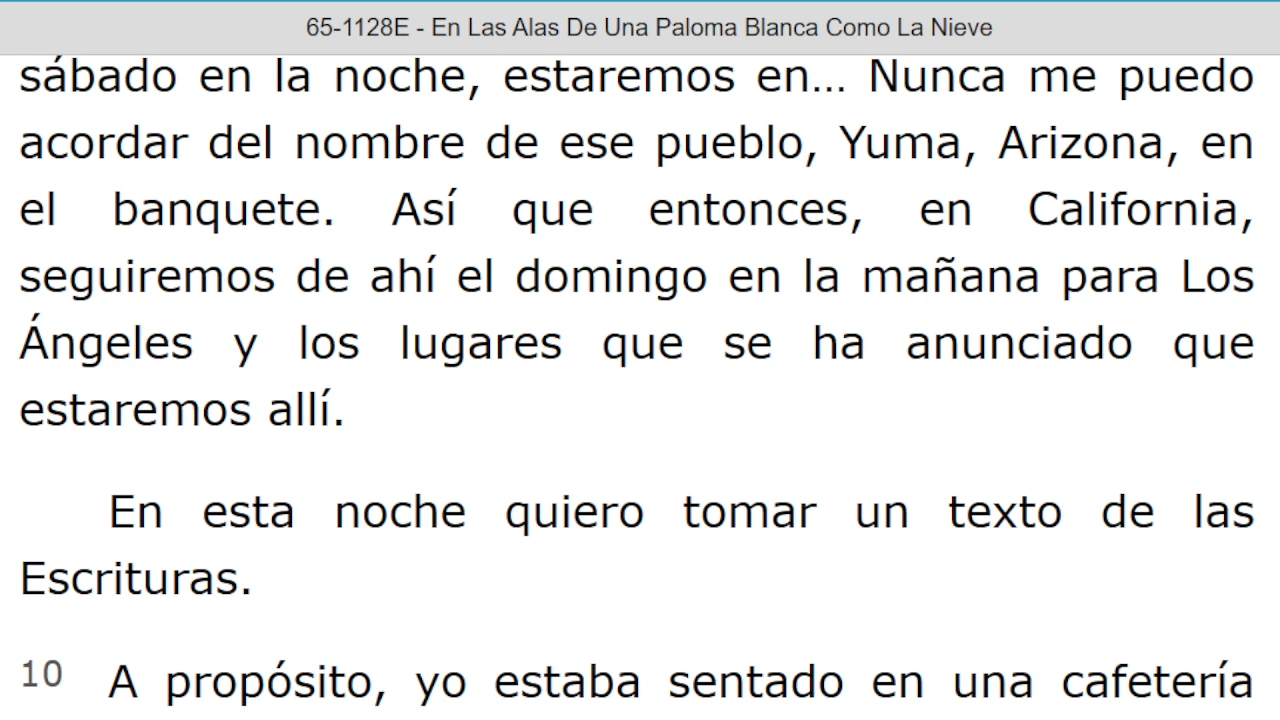 65-1128E - En Las Alas De Una Paloma Blanca Como La Nieve
sábado en la noche, estaremos en… Nunca me puedo
acordar del nombre de ese pueblo, Yuma, Arizona, en
el banquete. Así que entonces, en California,
seguiremos de ahí el domingo en la mañana para Los
Ángeles y los lugares que se ha anunciado que
estaremos allí.
En esta noche quiero tomar un texto de las
Escrituras.
10 A propósito, yo estaba sentado en una cafetería